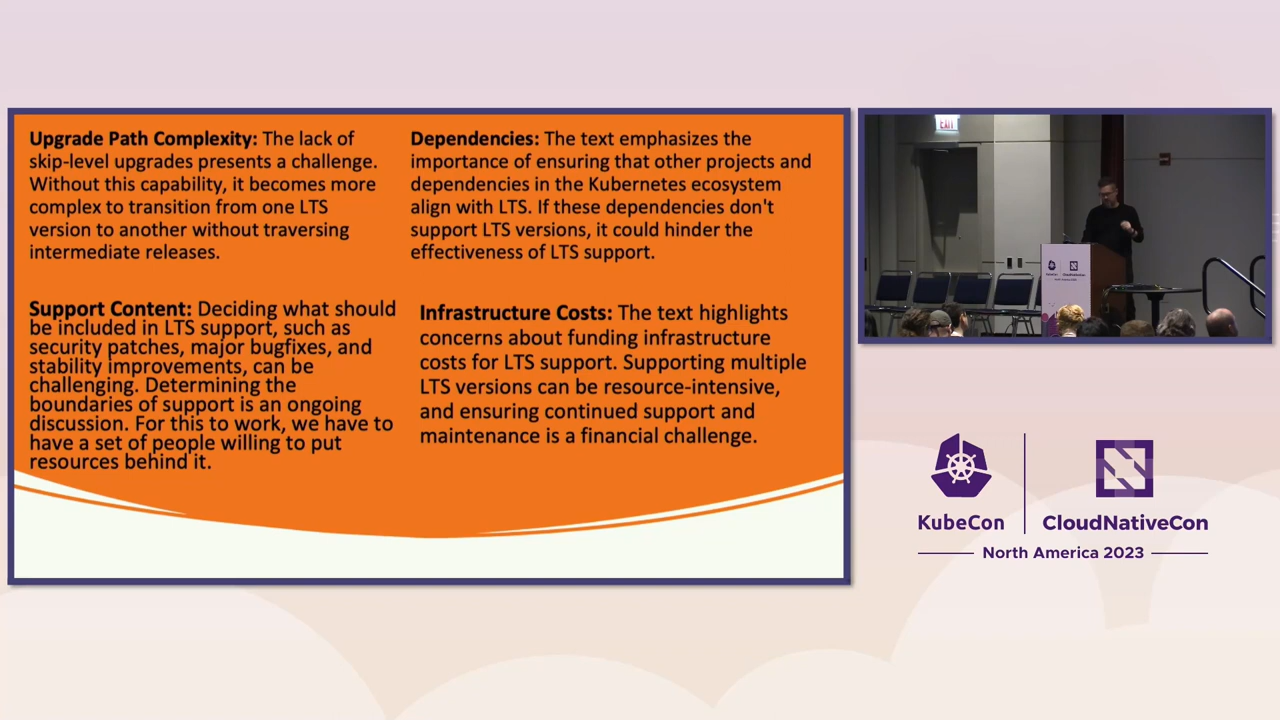 Upgrade Path Complexity: The lack of
skip-level upgrades presents a challenge.
Without this capability, it becomes more
complex to transition from one LTS
version to another without traversing
intermediate releases.
Dependencies: The text emphasizes the
importance of ensuring that other projects and
dependencies in the Kubernetes ecosystem
align with LTS. If these dependencies don't
support LTS versions, it could hinder the
effectiveness of LTS support.
Support Content: Deciding what should
be included in LTS support, such as
security patches, major bugfixes, and
stability improvements, can be
challenging. Determining the
boundaries of support is an ongoing
discussion. For this to work, we have to
have a set of people willing to put
resources behind it.
Infrastructure Costs: The text highlights
concerns about funding infrastructure
costs for LTS support. Supporting multiple
LTS versions can be resource-intensive,
and ensuring continued support and
maintenance is a financial challenge.
EXIT
KubeCon
CloudNativeCon
North America 2023